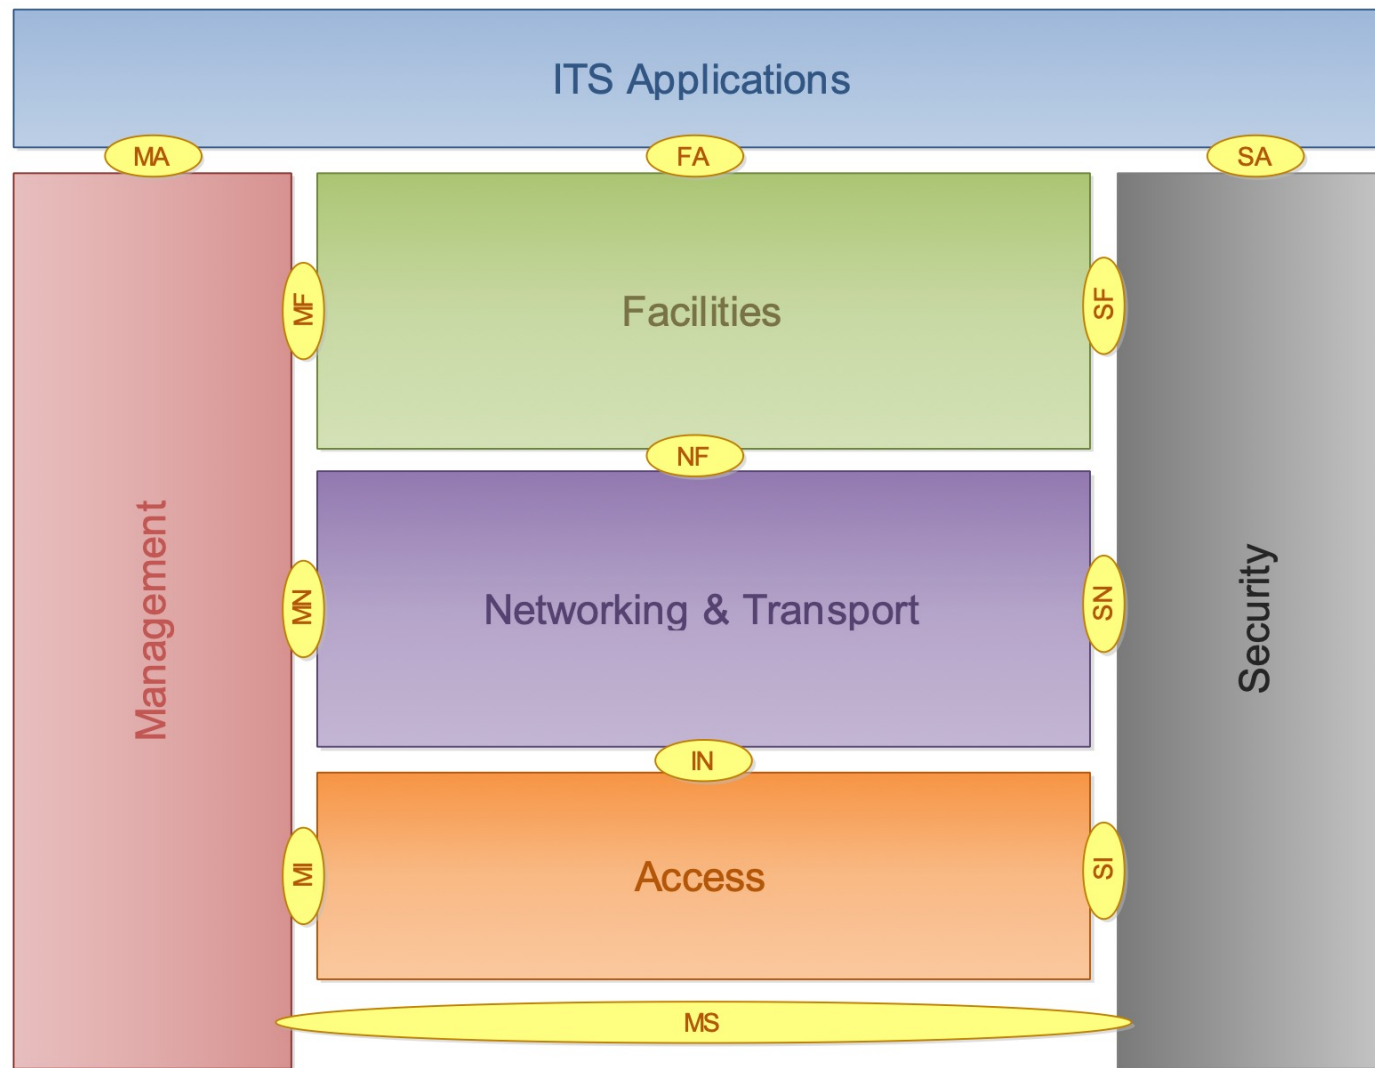 ITS Applications
MA
FA
SA
MF
Facilities
SF
NF
Management
MN
Networking & Transport
SN
Security
IN
MI
Access
SI
MS